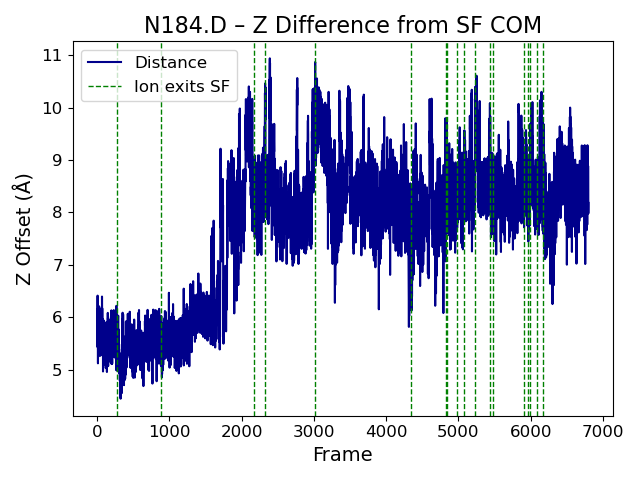 N184.D – Z Difference from SF COM
Distance
Ion exits SF
11
10
9
8
7
6
5
Z Offset (Å)
0 1000 2000 3000 4000 5000 6000 7000
Frame